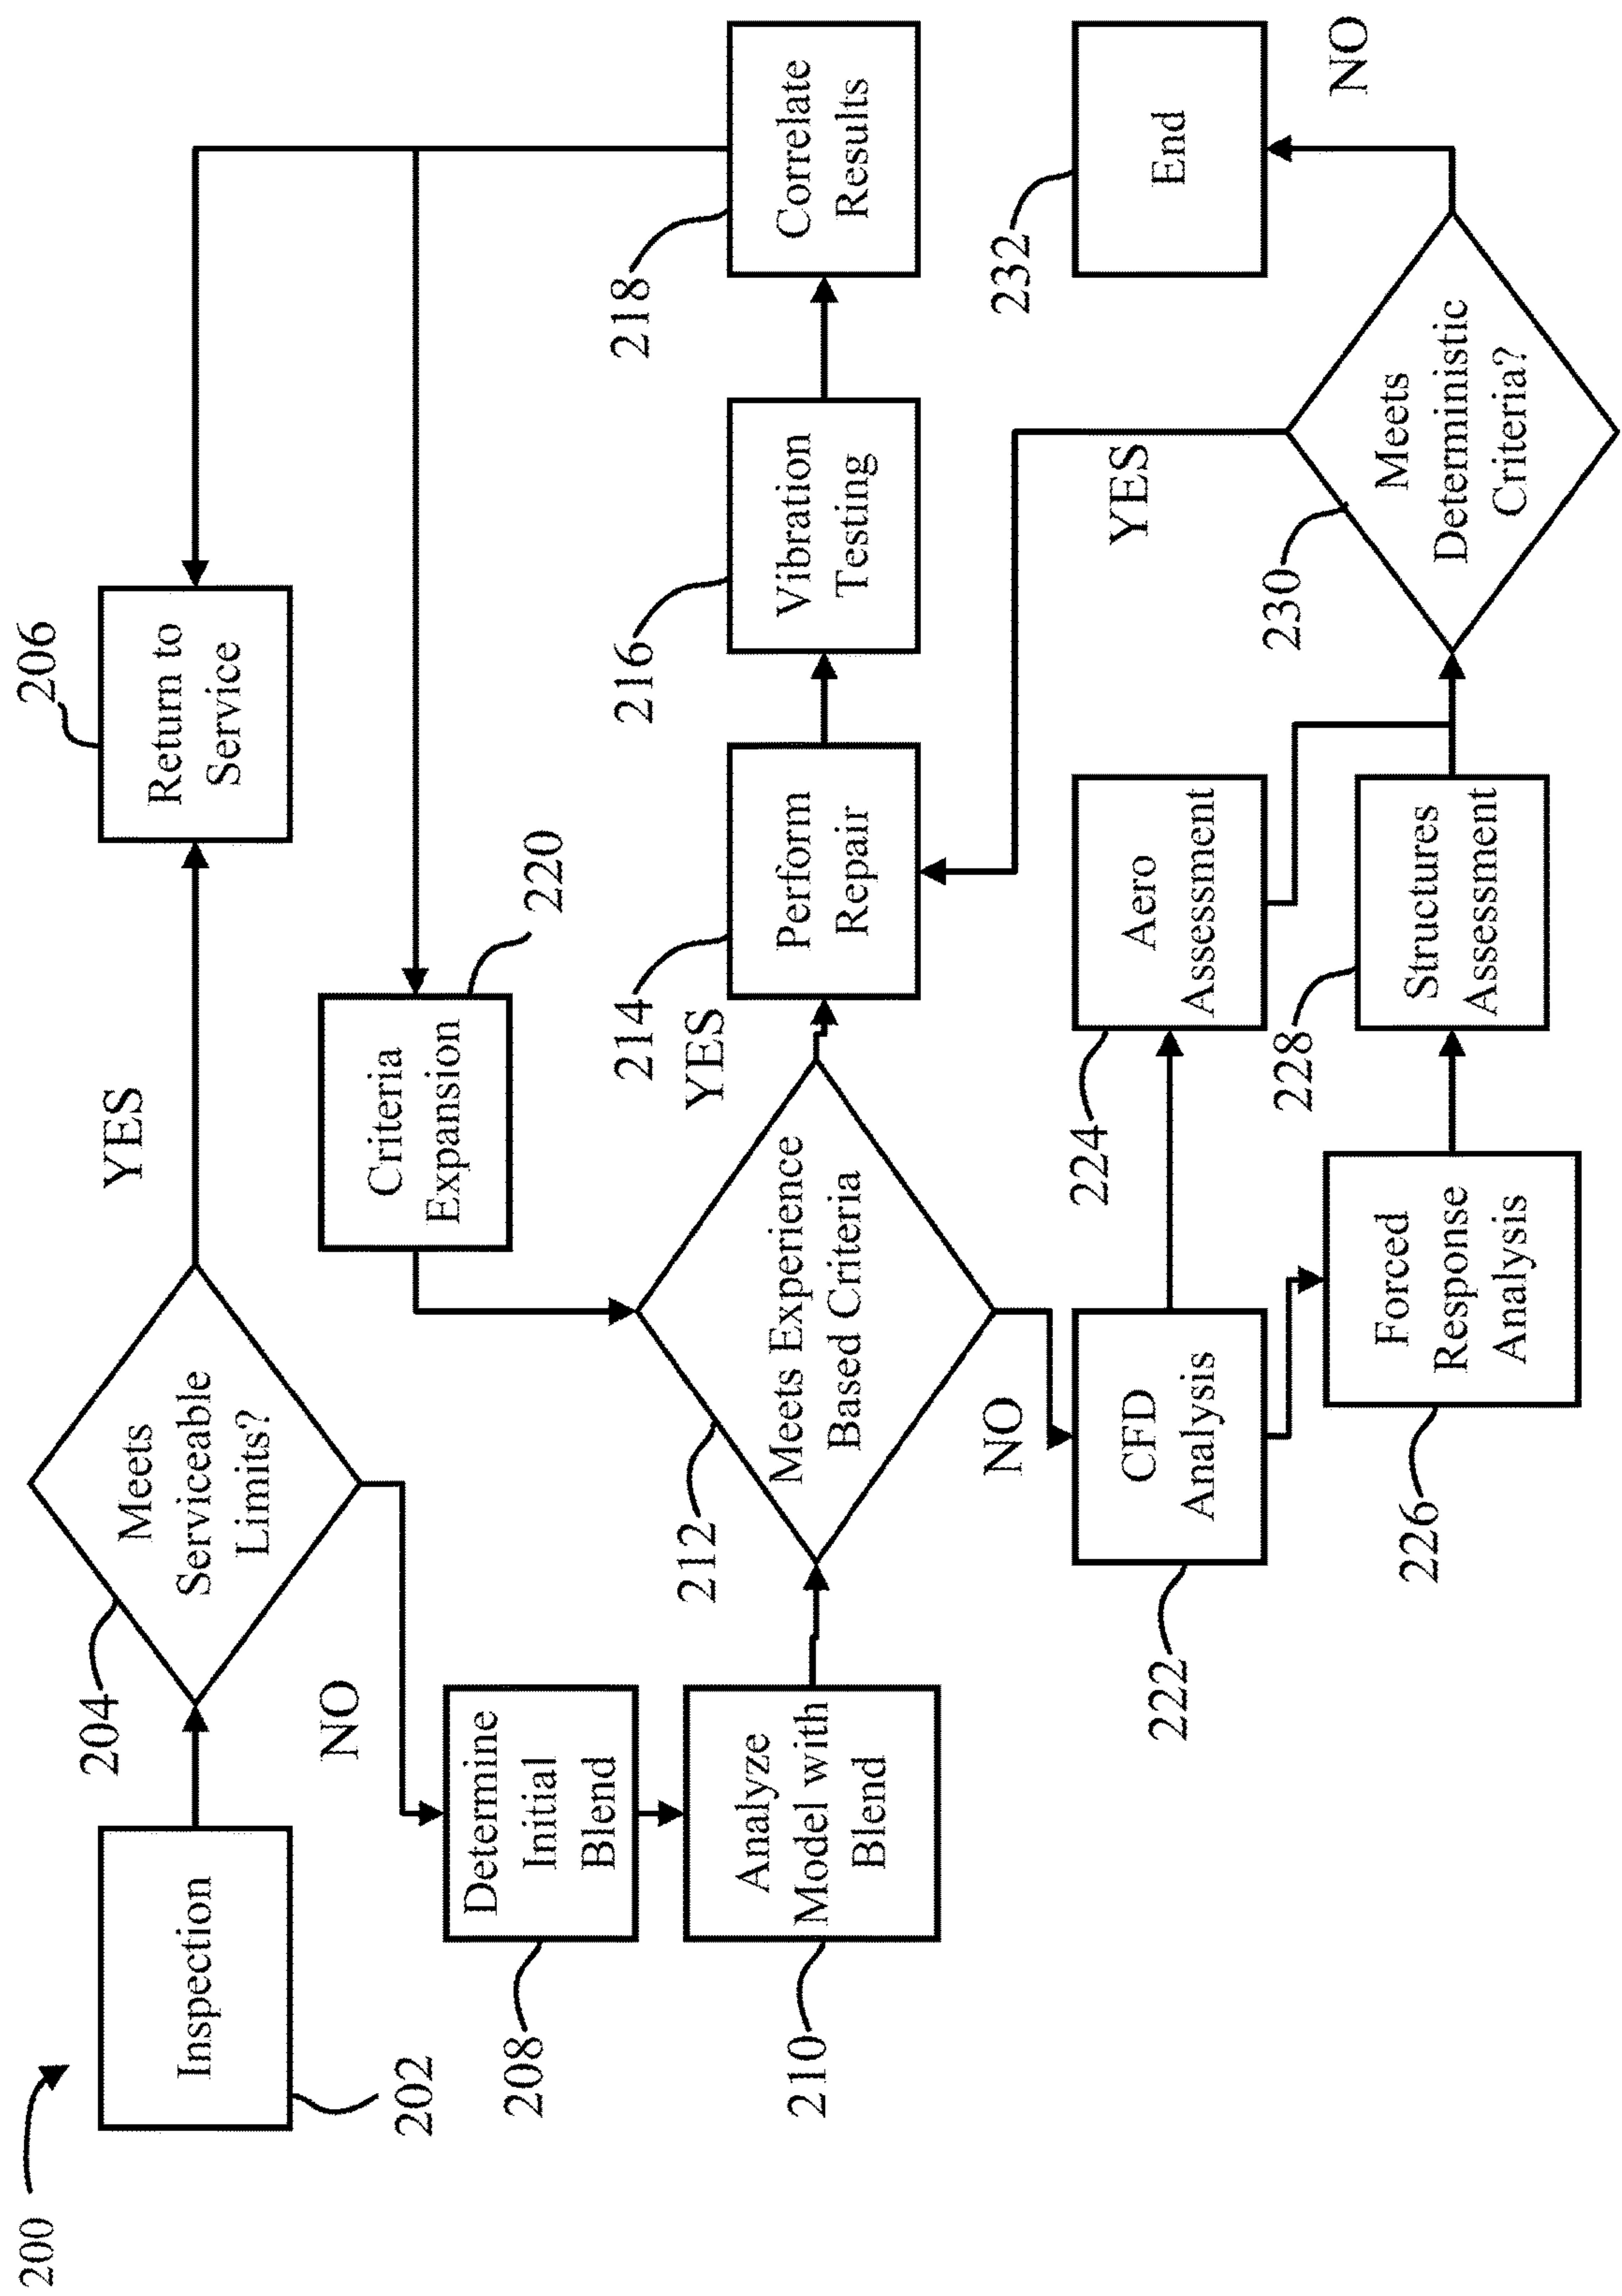 200
Inspection
202
204
Meets
Serviceable
Limits?
YES
NO
206
Return to
Service
208
Determine
Initial
Blend
210
Analyze
Model with
Blend
212
Meets Experience
Based Criteria
YES
NO
220
Criteria
Expansion
214
Perform
Repair
216
Vibration
Testing
218
Correlate
Results
222
CFD
Analysis
224
Aero
Assessment
226
Forced
Response
Analysis
228
Structures
Assessment
230
Meets
Deterministic
Criteria?
YES
NO
232
End